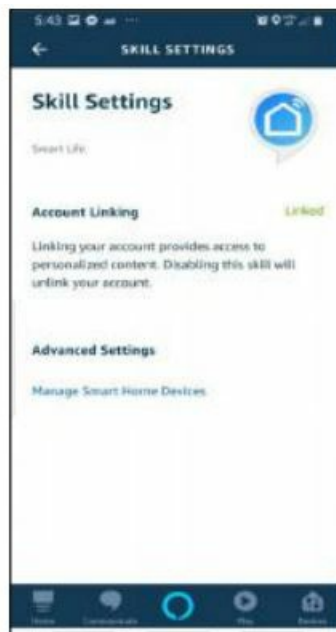 5:43
SKILL SETTINGS
Skill Settings
Smart Life
Account Linking
Linked
Linking your account provides access to
personalized content. Disabling this skill will
unlink your account.
Advanced Settings
Manage Smart Home Devices
Home Communicate Play Devices